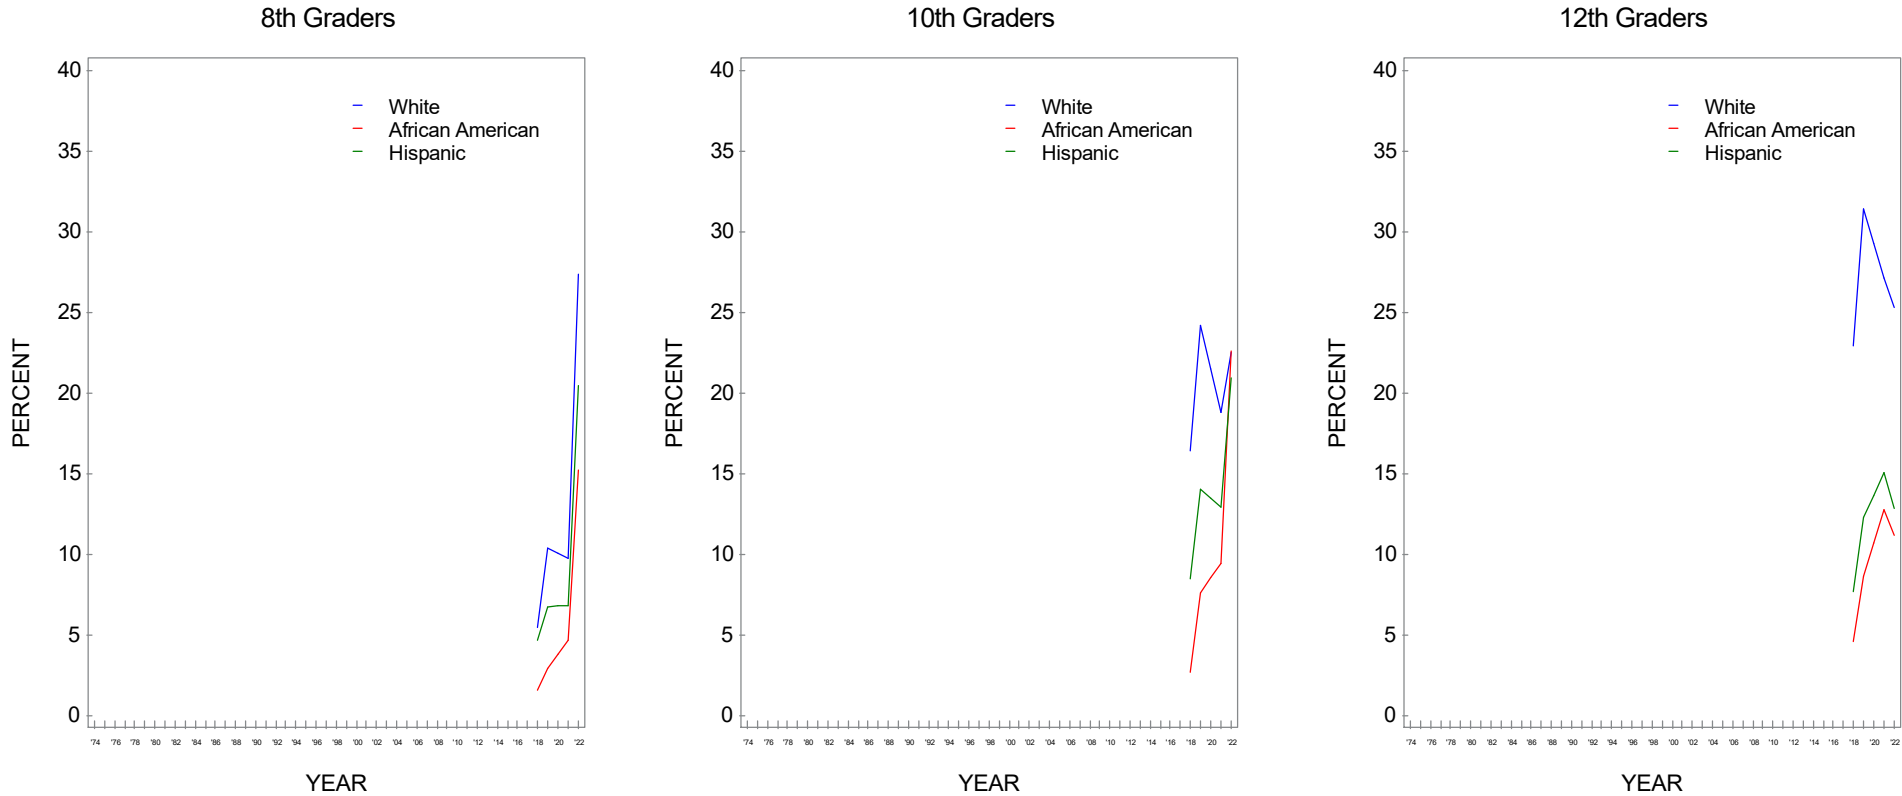 8th Graders
40
35
30
25
20
15
10
5
0
PERCENT
White
African American
Hispanic
'74 '76 '78 '80 '82 '84 '86 '88 '90 '92 '94 '96 '98 '00 '02 '04 '06 '08 '10 '12 '14 '16 '18 '20 '22
YEAR
10th Graders
40
35
30
25
20
15
10
5
0
PERCENT
White
African American
Hispanic
'74 '76 '78 '80 '82 '84 '86 '88 '90 '92 '94 '96 '98 '00 '02 '04 '06 '08 '10 '12 '14 '16 '18 '20 '22
YEAR
12th Graders
40
35
30
25
20
15
10
5
0
PERCENT
White
African American
Hispanic
'74 '76 '78 '80 '82 '84 '86 '88 '90 '92 '94 '96 '98 '00 '02 '04 '06 '08 '10 '12 '14 '16 '18 '20 '22
YEAR